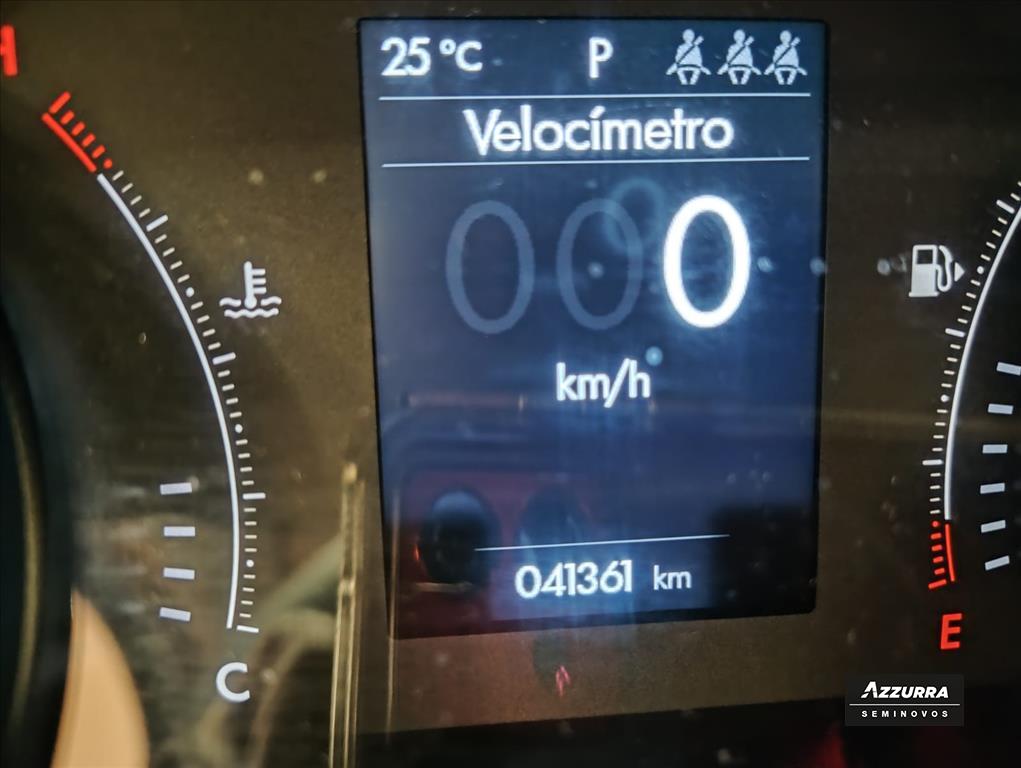 H
25 °C P
Velocímetro
000
km/h
041361 km
C
E
AZZURRA
SEMINOVOS